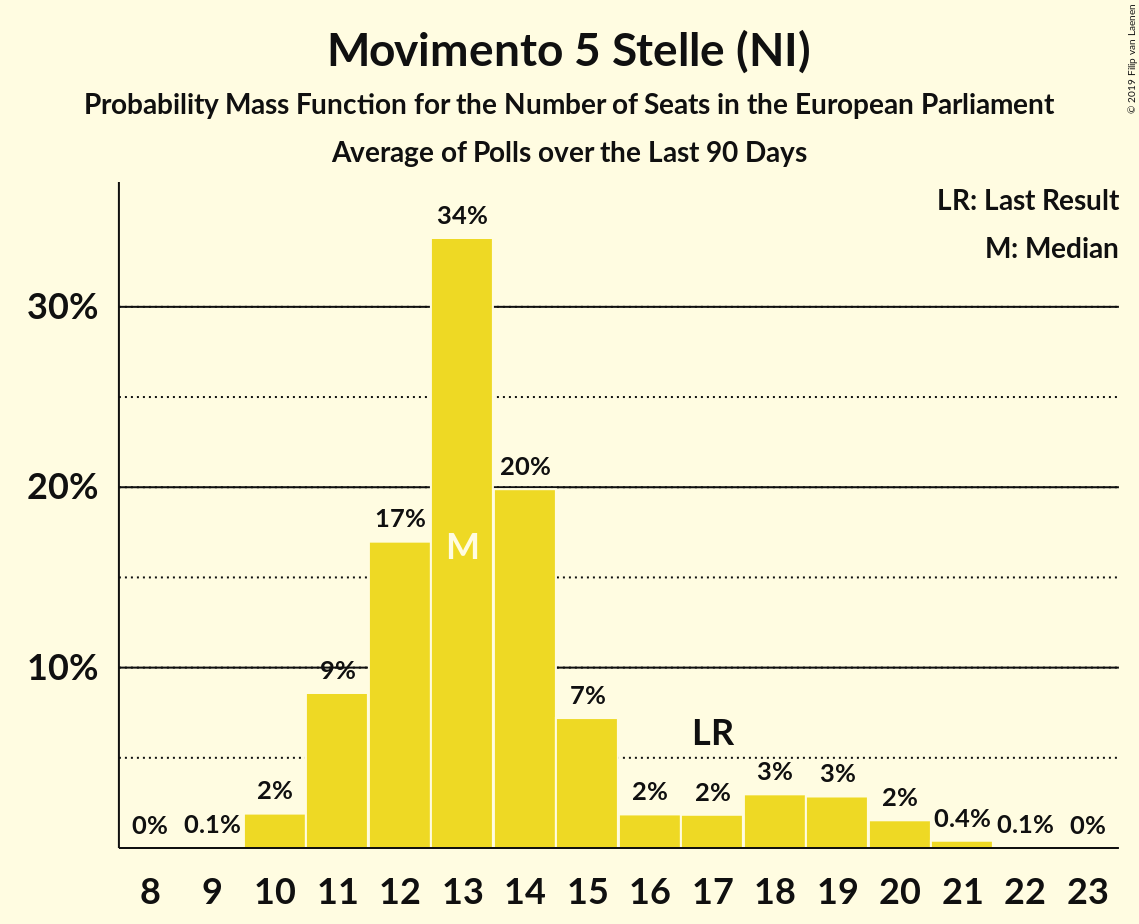 Movimento 5 Stelle (NI)
Probability Mass Function for the Number of Seats in the European Parliament
Average of Polls over the Last 90 Days
© 2019 Filip van Laenen
LR: Last Result
M: Median
30%
20%
10%
0% 0.1% 2% 9% 17% 34% 20% 7% 2% 2% 3% 3% 2% 0.4% 0.1% 0%
M
LR
8 9 10 11 12 13 14 15 16 17 18 19 20 21 22 23